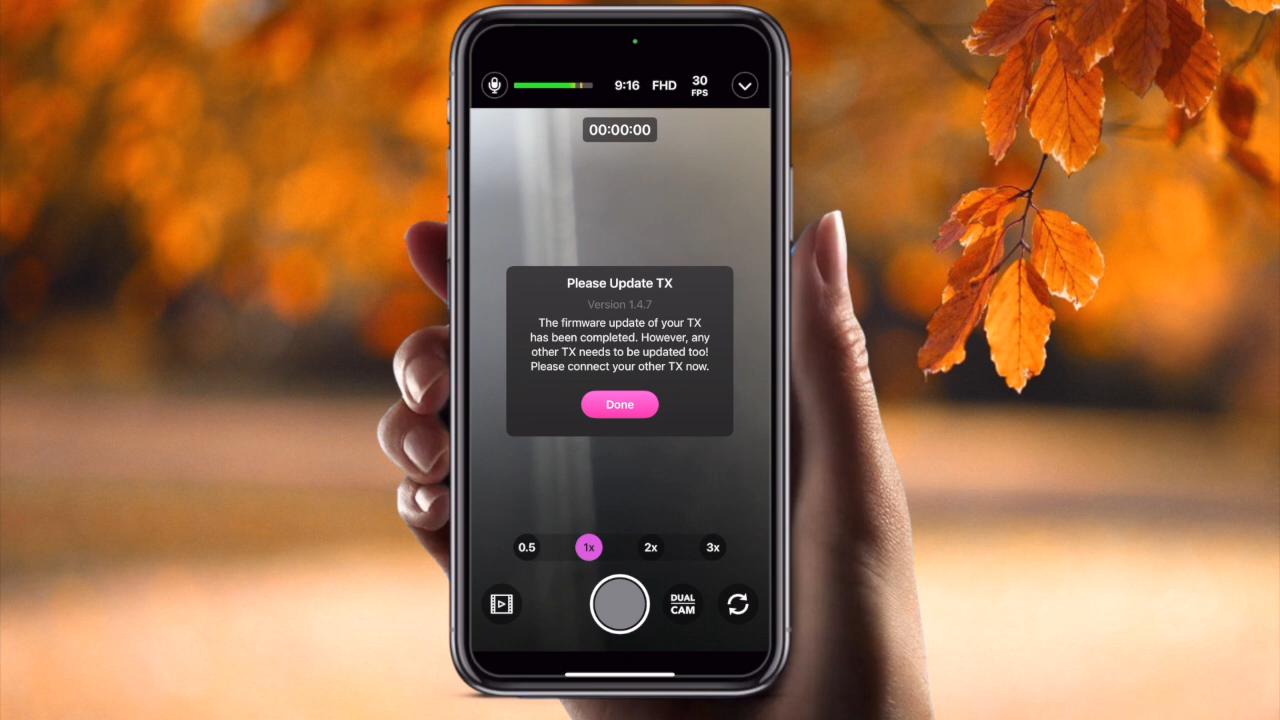 9:16 FHD 30 FPS
00:00:00
Please Update TX
Version 1.4.7
The firmware update of your TX
has been completed. However, any
other TX needs to be updated too!
Please connect your other TX now.
Done
0.5 1x 2x 3x
DUAL
CAM